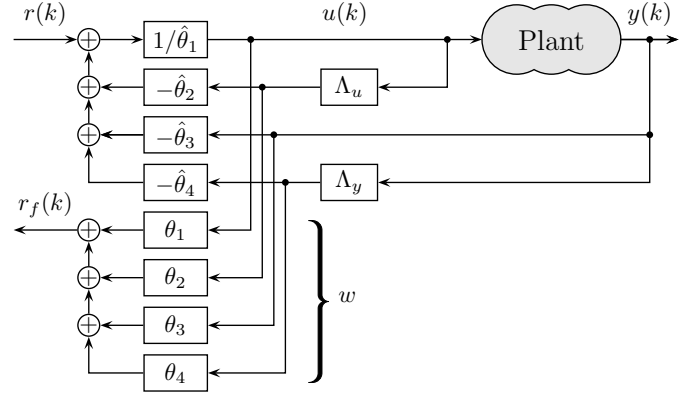 r(k)
1/θ̂₁
u(k)
Plant
y(k)
−θ̂₂
Λᵤ
−θ̂₃
−θ̂₄
Λ_y
r_f(k)
θ₁
θ₂
w
θ₃
θ₄